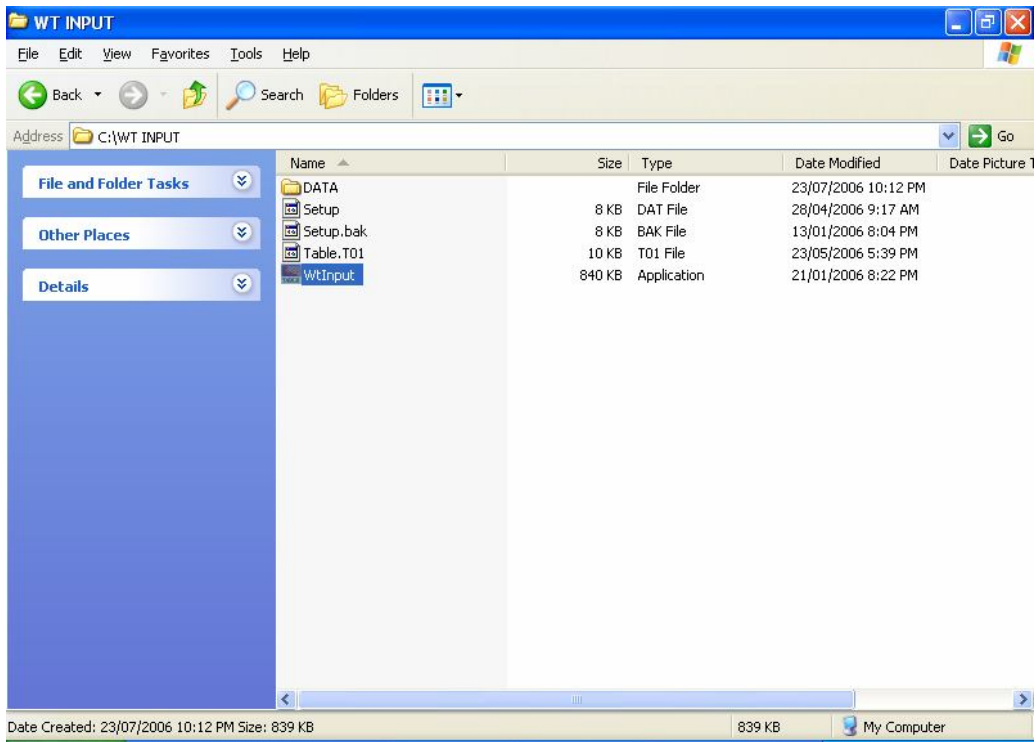 WT INPUT
File Edit View Favorites Tools Help
Back Search Folders
Address C:\WT INPUT Go
File and Folder Tasks
Other Places
Details
Name Size Type Date Modified Date Picture T
DATA File Folder 23/07/2006 10:12 PM
Setup 8 KB DAT File 28/04/2006 9:17 AM
Setup.bak 8 KB BAK File 13/01/2006 8:04 PM
Table.T01 10 KB T01 File 23/05/2006 5:39 PM
WtInput 840 KB Application 21/01/2006 8:22 PM
Date Created: 23/07/2006 10:12 PM Size: 839 KB 839 KB My Computer